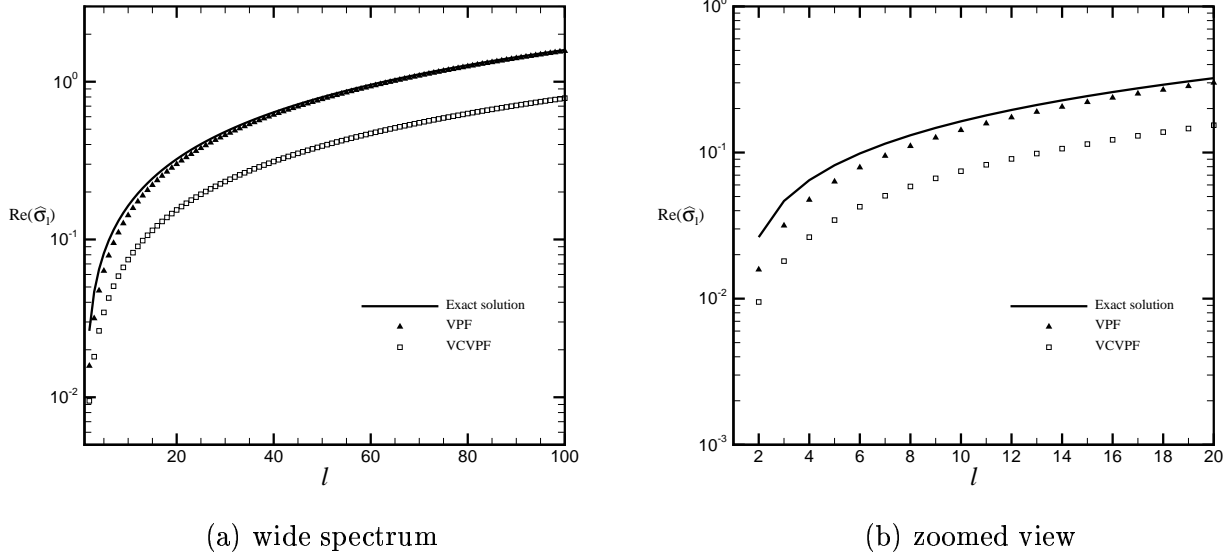 10⁰
10⁻¹
10⁻²
Re(σ̂ₗ)
Exact solution
VPF
VCVPF
20 40 60 80 100
l
(a) wide spectrum
10⁰
10⁻¹
10⁻²
10⁻³
Re(σ̂ₗ)
Exact solution
VPF
VCVPF
2 4 6 8 10 12 14 16 18 20
l
(b) zoomed view